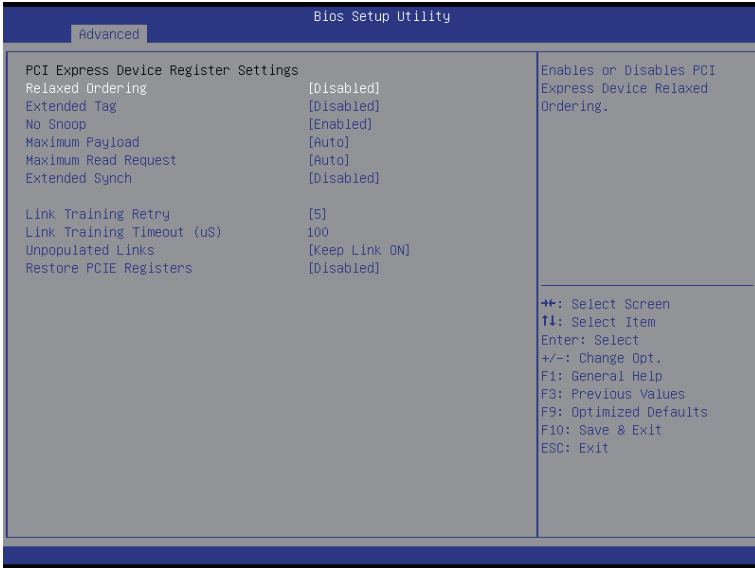 Bios Setup Utility
Advanced
PCI Express Device Register Settings
Relaxed Ordering [Disabled]
Extended Tag [Disabled]
No Snoop [Enabled]
Maximum Payload [Auto]
Maximum Read Request [Auto]
Extended Synch [Disabled]
Link Training Retry [5]
Link Training Timeout (uS) 100
Unpopulated Links [Keep Link ON]
Restore PCIE Registers [Disabled]
Enables or Disables PCI
Express Device Relaxed
Ordering.
→←: Select Screen
↑↓: Select Item
Enter: Select
+/-: Change Opt.
F1: General Help
F3: Previous Values
F9: Optimized Defaults
F10: Save & Exit
ESC: Exit